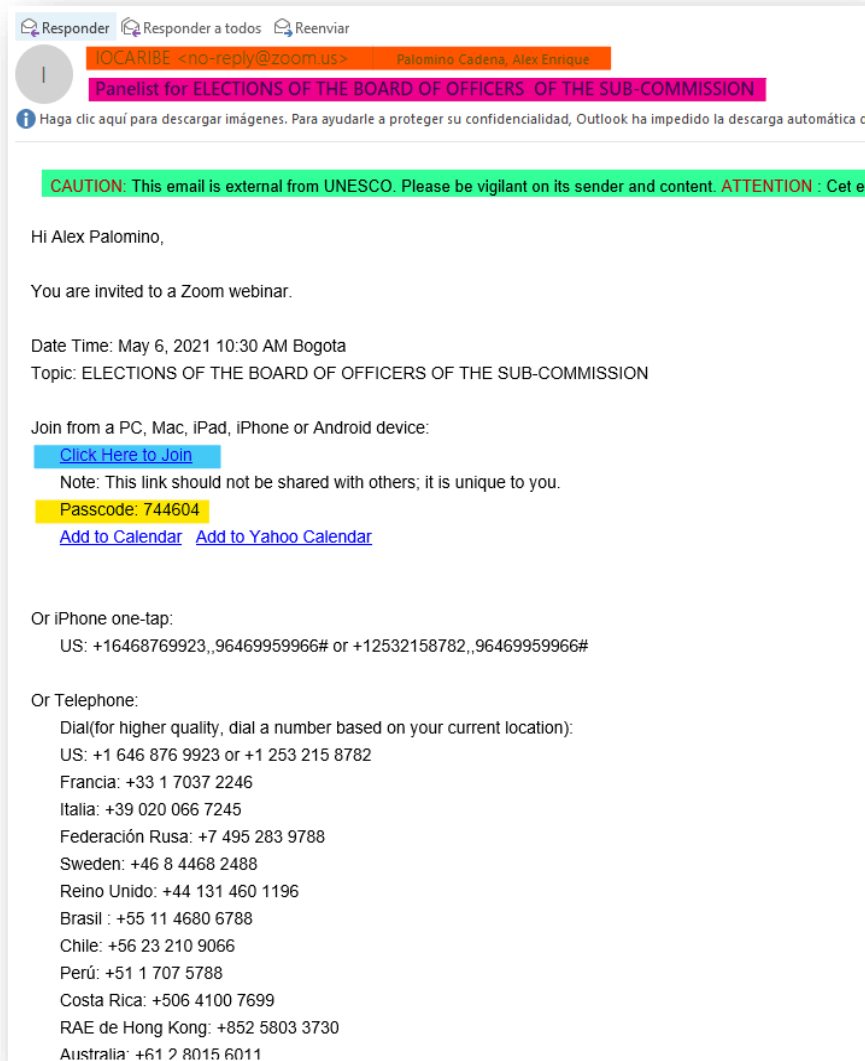 Responder Responder a todos Reenviar
I
IOCARIBE <no-reply@zoom.us> Palomino Cadena, Alex Enrique
Panelist for ELECTIONS OF THE BOARD OF OFFICERS OF THE SUB-COMMISSION
Haga clic aquí para descargar imágenes. Para ayudarle a proteger su confidencialidad, Outlook ha impedido la descarga automática d
CAUTION: This email is external from UNESCO. Please be vigilant on its sender and content. ATTENTION : Cet e
Hi Alex Palomino,
You are invited to a Zoom webinar.
Date Time: May 6, 2021 10:30 AM Bogota
Topic: ELECTIONS OF THE BOARD OF OFFICERS OF THE SUB-COMMISSION
Join from a PC, Mac, iPad, iPhone or Android device:
Click Here to Join
Note: This link should not be shared with others; it is unique to you.
Passcode: 744604
Add to Calendar Add to Yahoo Calendar
Or iPhone one-tap:
US: +16468769923,,96469959966# or +12532158782,,96469959966#
Or Telephone:
Dial(for higher quality, dial a number based on your current location):
US: +1 646 876 9923 or +1 253 215 8782
Francia: +33 1 7037 2246
Italia: +39 020 066 7245
Federación Rusa: +7 495 283 9788
Sweden: +46 8 4468 2488
Reino Unido: +44 131 460 1196
Brasil : +55 11 4680 6788
Chile: +56 23 210 9066
Perú: +51 1 707 5788
Costa Rica: +506 4100 7699
RAE de Hong Kong: +852 5803 3730
Australia: +61 2 8015 6011